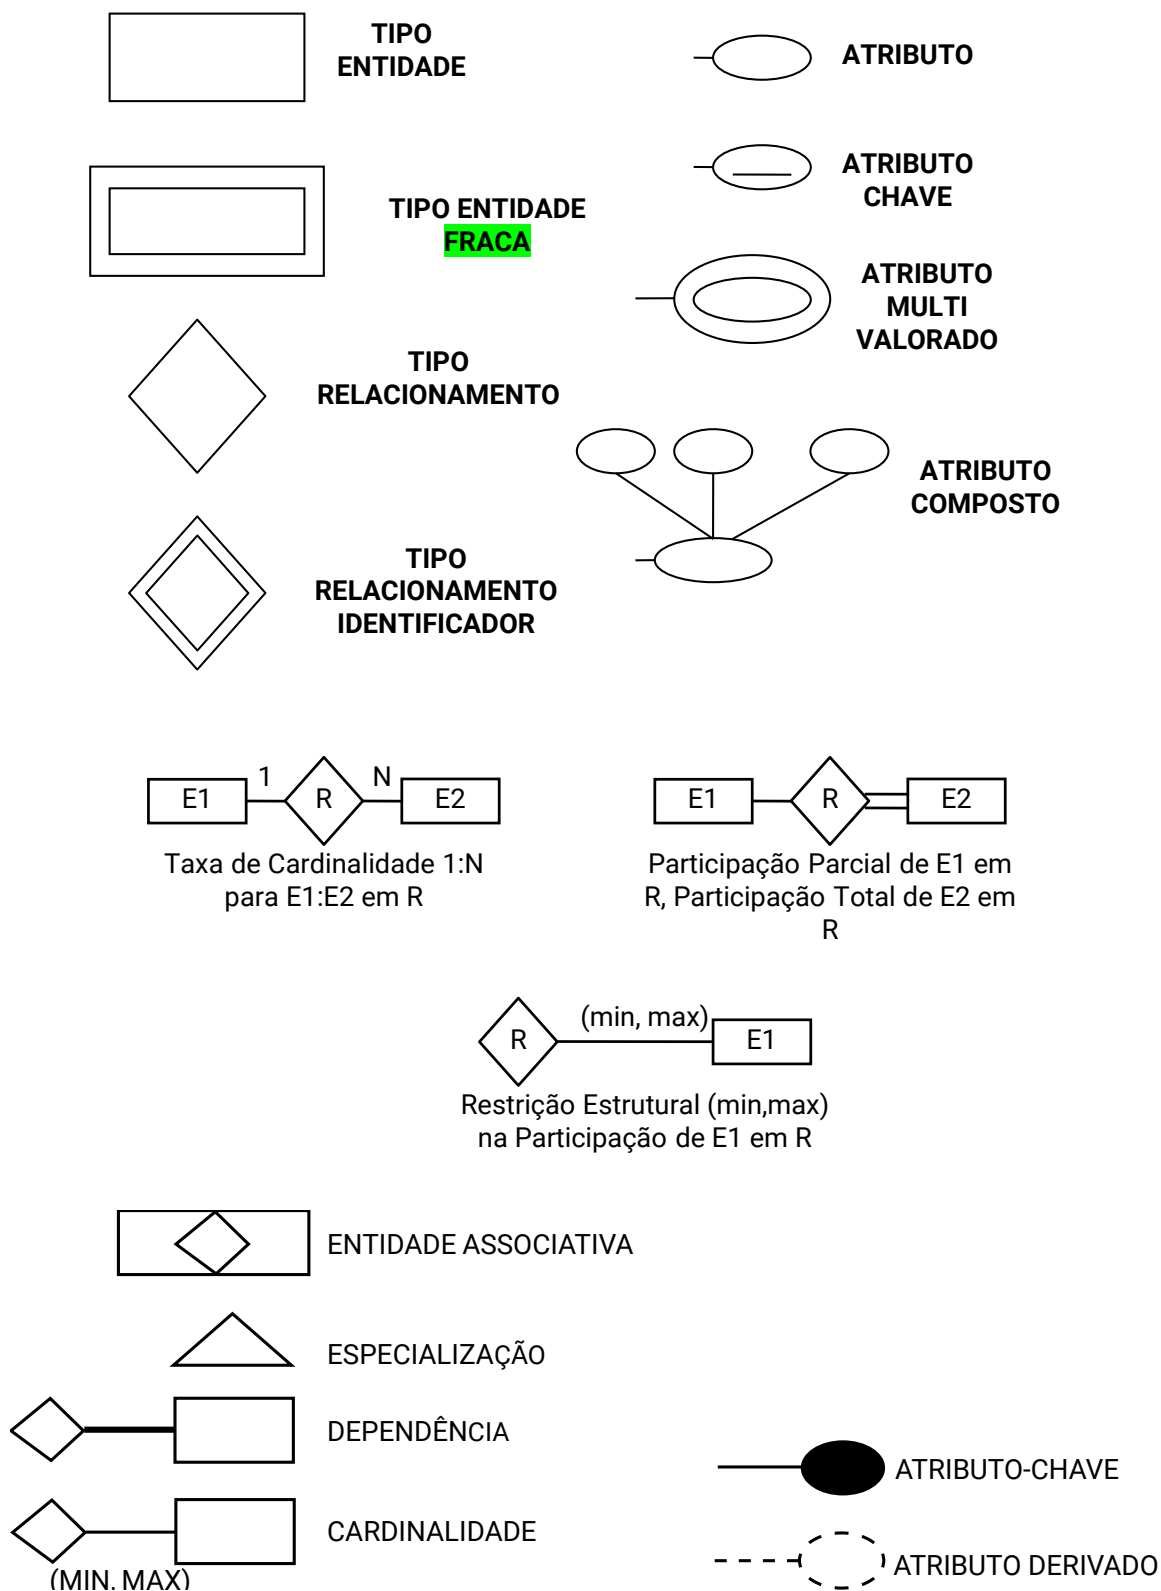 TIPO
ENTIDADE
ATRIBUTO
ATRIBUTO
CHAVE
TIPO ENTIDADE
FRACA
ATRIBUTO
MULTI
VALORADO
TIPO
RELACIONAMENTO
ATRIBUTO
COMPOSTO
TIPO
RELACIONAMENTO
IDENTIFICADOR
E1 1 R N E2
Taxa de Cardinalidade 1:N
para E1:E2 em R
E1 R E2
Participação Parcial de E1 em
R, Participação Total de E2 em
R
R (min, max) E1
Restrição Estrutural (min,max)
na Participação de E1 em R
ENTIDADE ASSOCIATIVA
ESPECIALIZAÇÃO
DEPENDÊNCIA
ATRIBUTO-CHAVE
CARDINALIDADE
(MIN, MAX)
ATRIBUTO DERIVADO